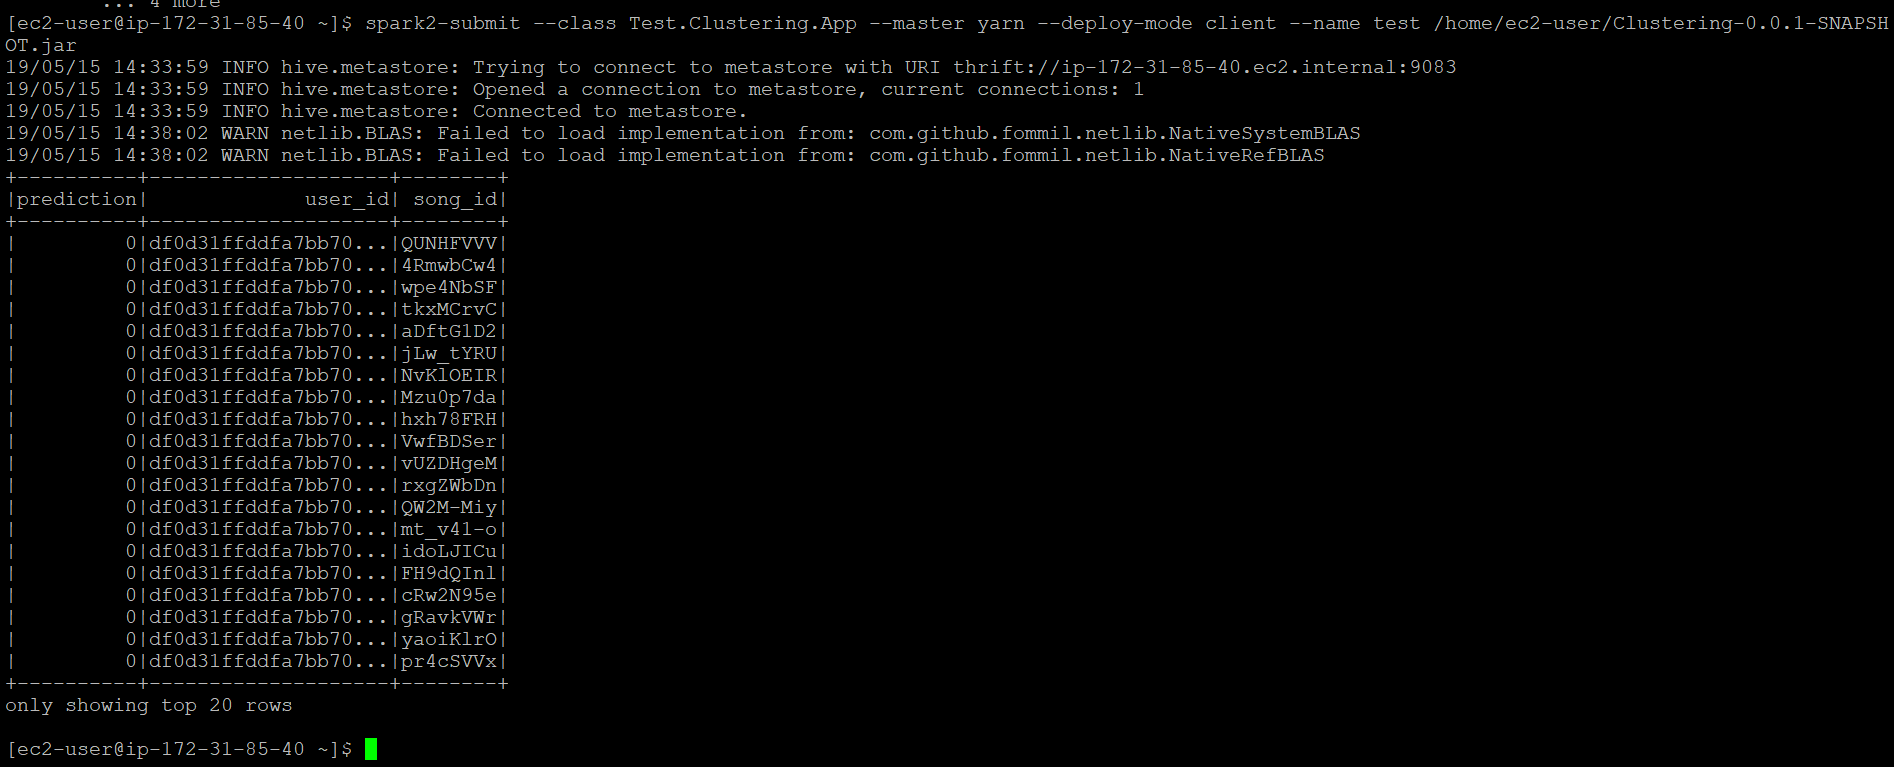 ... 4 more
[ec2-user@ip-172-31-85-40 ~]$ spark2-submit --class Test.Clustering.App --master yarn --deploy-mode client --name test /home/ec2-user/Clustering-0.0.1-SNAPSH
OT.jar
19/05/15 14:33:59 INFO hive.metastore: Trying to connect to metastore with URI thrift://ip-172-31-85-40.ec2.internal:9083
19/05/15 14:33:59 INFO hive.metastore: Opened a connection to metastore, current connections: 1
19/05/15 14:33:59 INFO hive.metastore: Connected to metastore.
19/05/15 14:38:02 WARN netlib.BLAS: Failed to load implementation from: com.github.fommil.netlib.NativeSystemBLAS
19/05/15 14:38:02 WARN netlib.BLAS: Failed to load implementation from: com.github.fommil.netlib.NativeRefBLAS
+----------+--------------------+--------+
|prediction|             user_id| song_id|
+----------+--------------------+--------+
|         0|df0d31ffddfa7bb70...|QUNHFVVV|
|         0|df0d31ffddfa7bb70...|4RmwbCw4|
|         0|df0d31ffddfa7bb70...|wpe4NbSF|
|         0|df0d31ffddfa7bb70...|tkxMCrvC|
|         0|df0d31ffddfa7bb70...|aDftG1D2|
|         0|df0d31ffddfa7bb70...|jLw_tYRU|
|         0|df0d31ffddfa7bb70...|NvKlOEIR|
|         0|df0d31ffddfa7bb70...|Mzu0p7da|
|         0|df0d31ffddfa7bb70...|hxh78FRH|
|         0|df0d31ffddfa7bb70...|VwfBDSer|
|         0|df0d31ffddfa7bb70...|vUZDHgeM|
|         0|df0d31ffddfa7bb70...|rxgZWbDn|
|         0|df0d31ffddfa7bb70...|QW2M-Miy|
|         0|df0d31ffddfa7bb70...|mt_v41-o|
|         0|df0d31ffddfa7bb70...|idoLJICu|
|         0|df0d31ffddfa7bb70...|FH9dQInl|
|         0|df0d31ffddfa7bb70...|cRw2N95e|
|         0|df0d31ffddfa7bb70...|gRavkVWr|
|         0|df0d31ffddfa7bb70...|yaoiKlrO|
|         0|df0d31ffddfa7bb70...|pr4cSVVx|
+----------+--------------------+--------+
only showing top 20 rows
[ec2-user@ip-172-31-85-40 ~]$